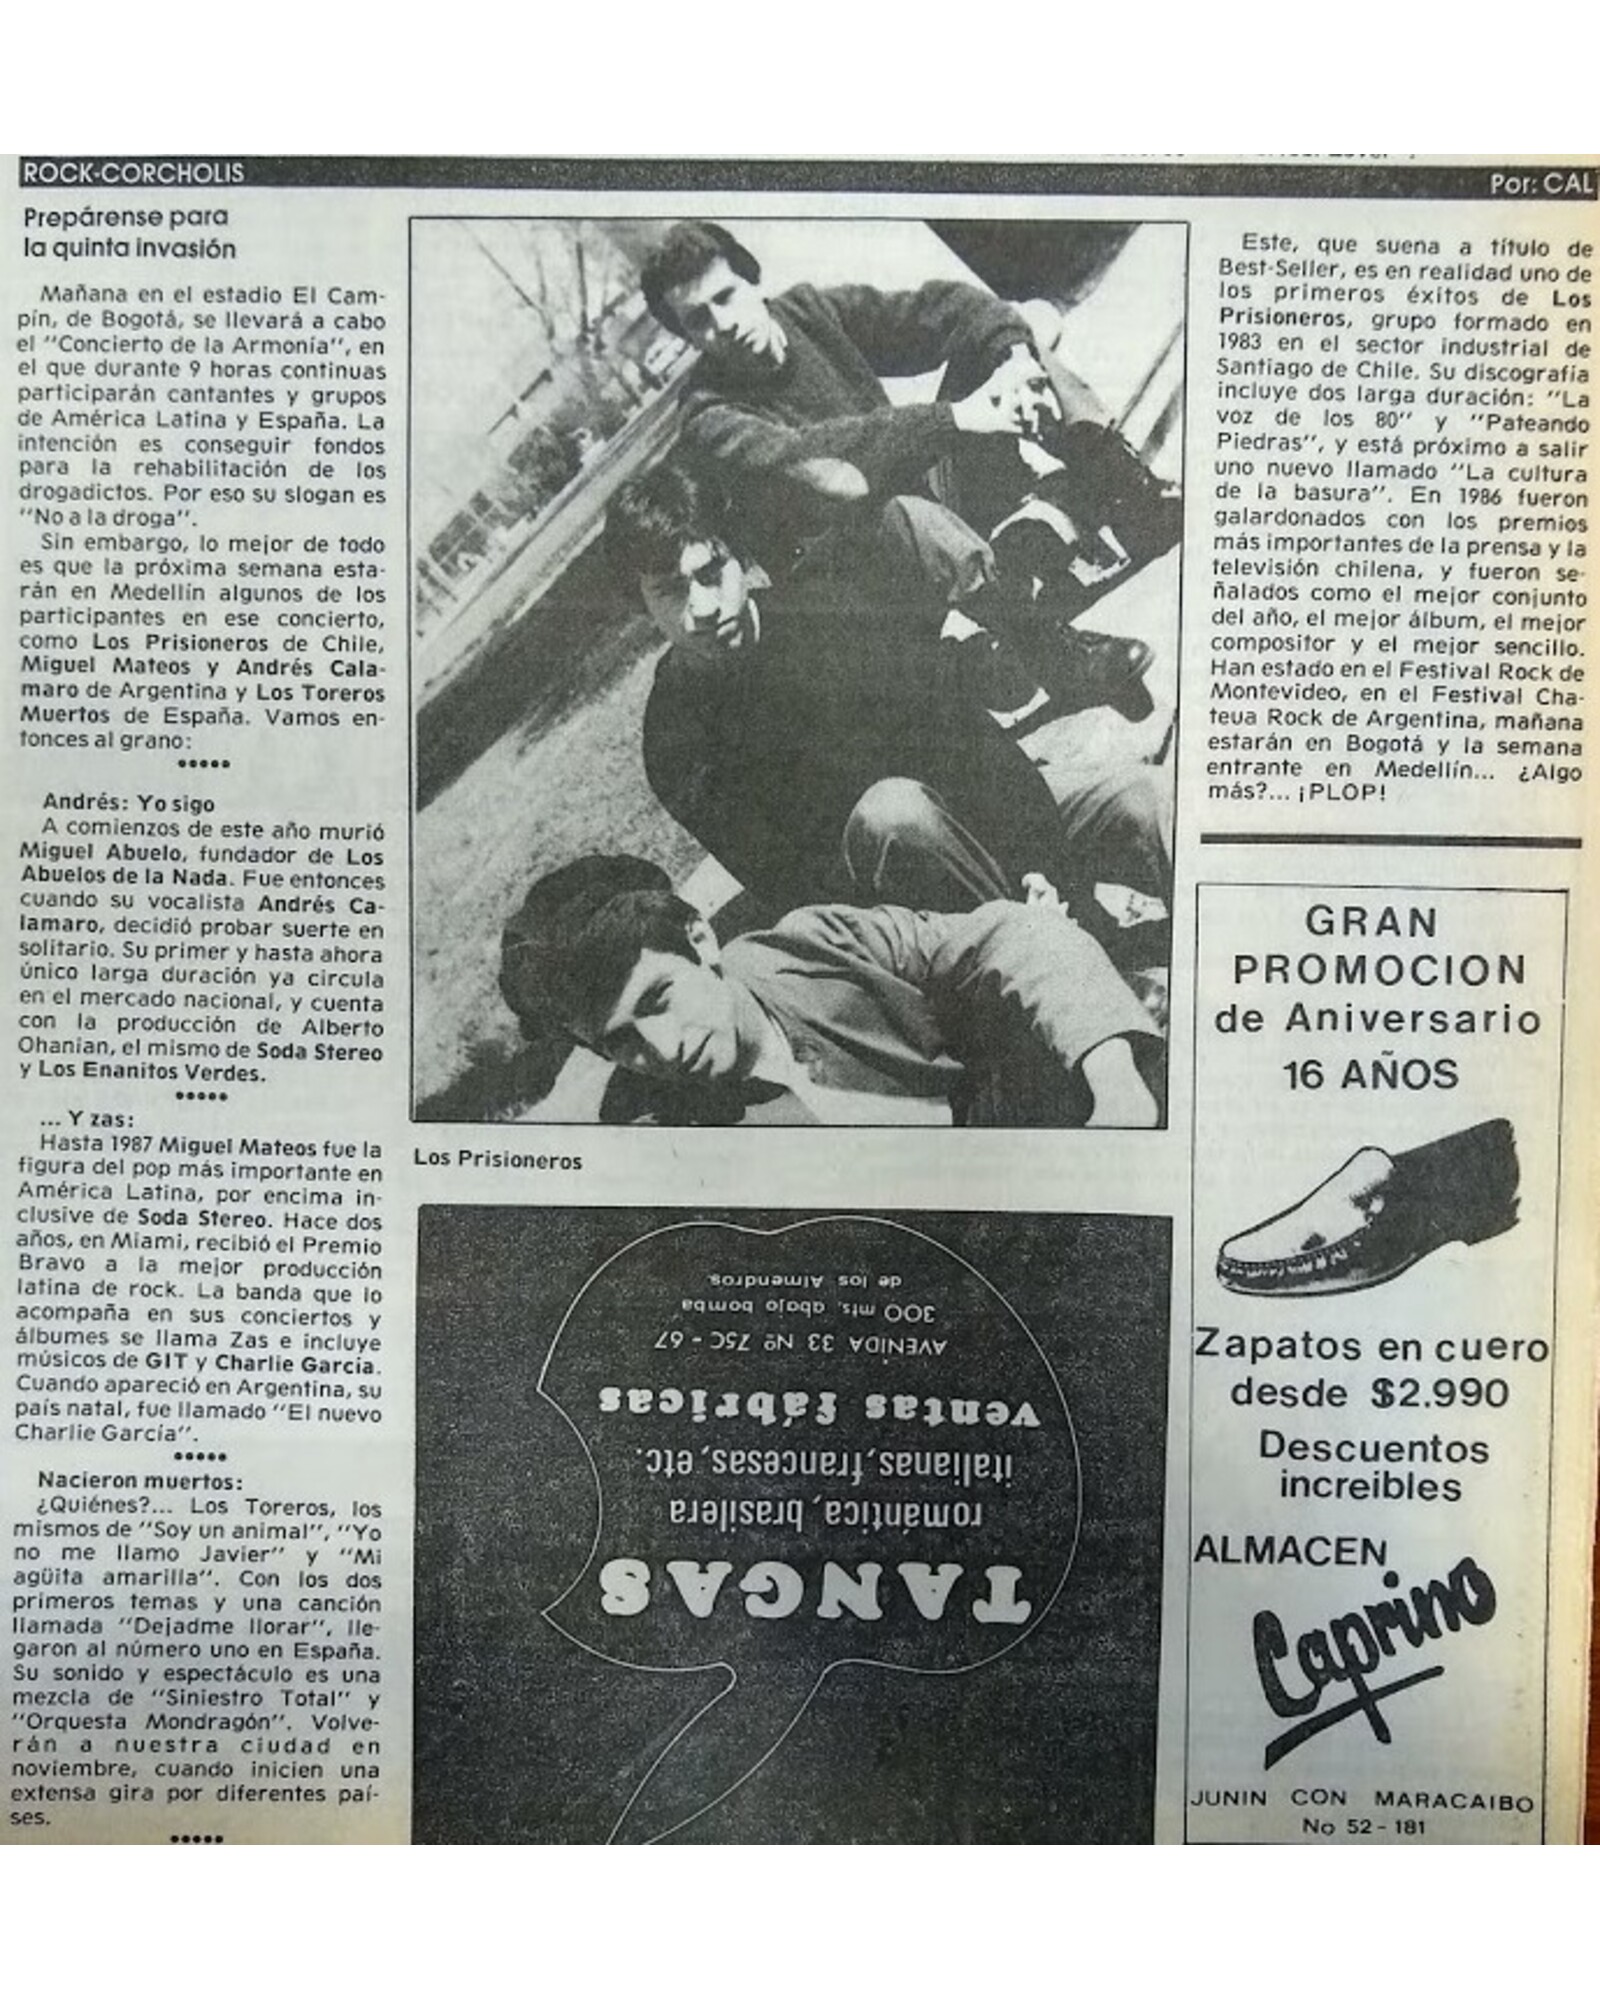 ROCK-CORCHOLIS
Por: CAL
Prepárense para
la quinta invasión
Mañana en el estadio El Cam-
pín, de Bogotá, se llevará a cabo
el "Concierto de la Armonía", en
el que durante 9 horas continuas
participarán cantantes y grupos
de América Latina y España. La
intención es conseguir fondos
para la rehabilitación de los
drogadictos. Por eso su slogan es
"No a la droga".
Sin embargo, lo mejor de todo
es que la próxima semana esta-
rán en Medellín algunos de los
participantes en ese concierto,
como Los Prisioneros de Chile,
Miguel Mateos y Andrés Cala-
maro de Argentina y Los Toreros
Muertos de España. Vamos en-
tonces al grano:
•••••
Andrés: Yo sigo
A comienzos de este año murió
Miguel Abuelo, fundador de Los
Abuelos de la Nada. Fue entonces
cuando su vocalista Andrés Ca-
lamaro, decidió probar suerte en
solitario. Su primer y hasta ahora
único larga duración ya circula
en el mercado nacional, y cuenta
con la producción de Alberto
Ohanian, el mismo de Soda Stereo
y Los Enanitos Verdes.
•••••
... Y zas:
Hasta 1987 Miguel Mateos fue la
figura del pop más importante en
América Latina, por encima in-
clusive de Soda Stereo. Hace dos
años, en Miami, recibió el Premio
Bravo a la mejor producción
latina de rock. La banda que lo
acompaña en sus conciertos y
álbumes se llama Zas e incluye
músicos de GIT y Charlie García.
Cuando apareció en Argentina, su
país natal, fue llamado "El nuevo
Charlie García".
•••••
Nacieron muertos:
¿Quiénes?... Los Toreros, los
mismos de "Soy un animal", "Yo
no me llamo Javier" y "Mi
agüita amarilla". Con los dos
primeros temas y una canción
llamada "Dejadme llorar", lle-
garon al número uno en España.
Su sonido y espectáculo es una
mezcla de "Siniestro Total" y
"Orquesta Mondragón". Volve-
rán a nuestra ciudad en
noviembre, cuando inicien una
extensa gira por diferentes paí-
ses.
•••••
Los Prisioneros
TANGAS
romántica, brasilera
italianas, francesas, etc.
ventas fábricas
AVENIDA 33 Nº 75C - 67
300 mts. abajo bomba
de los Almendros.
Este, que suena a título de
Best-Seller, es en realidad uno de
los primeros éxitos de Los
Prisioneros, grupo formado en
1983 en el sector industrial de
Santiago de Chile. Su discografía
incluye dos larga duración: "La
voz de los 80" y "Pateando
Piedras", y está próximo a salir
uno nuevo llamado "La cultura
de la basura". En 1986 fueron
galardonados con los premios
más importantes de la prensa y la
televisión chilena, y fueron se-
ñalados como el mejor conjunto
del año, el mejor álbum, el mejor
compositor y el mejor sencillo.
Han estado en el Festival Rock de
Montevideo, en el Festival Cha-
teua Rock de Argentina, mañana
estarán en Bogotá y la semana
entrante en Medellín... ¿Algo
más?... ¡PLOP!
GRAN
PROMOCION
de Aniversario
16 AÑOS
Zapatos en cuero
desde $2.990
Descuentos
increibles
ALMACEN
Caprino
JUNIN CON MARACAIBO
No 52 - 181